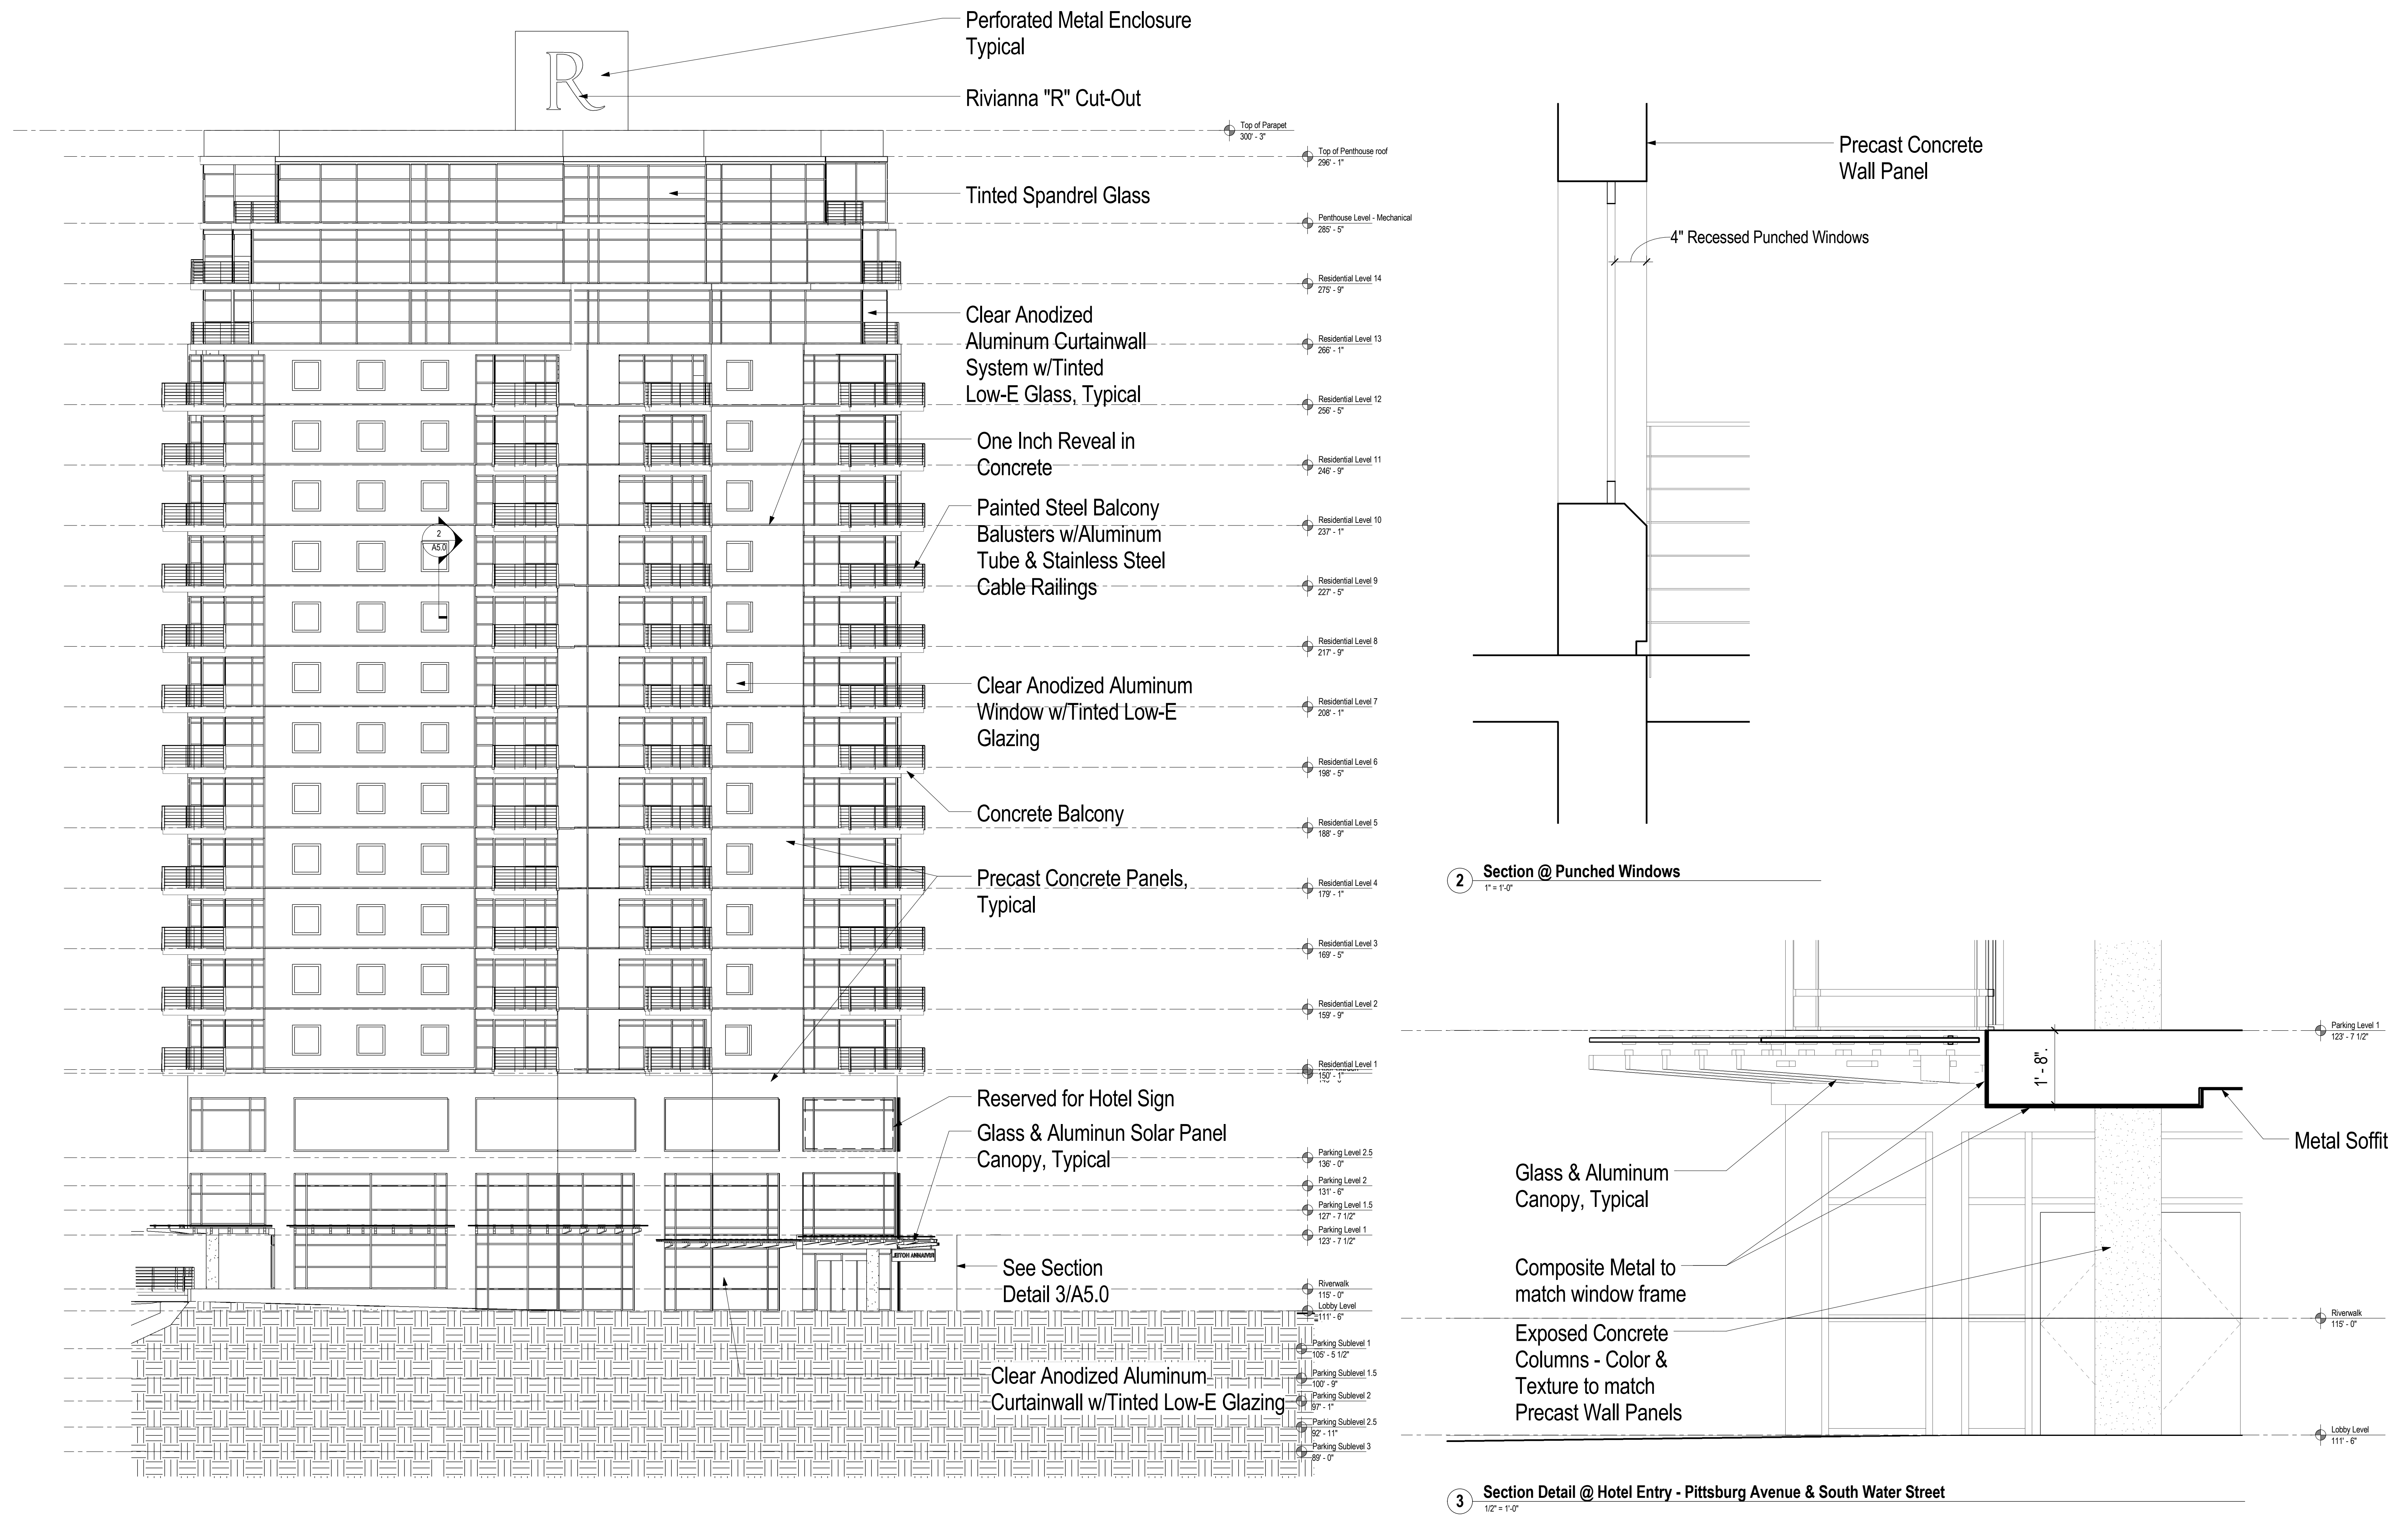 Perforated Metal Enclosure
Typical
R
Rivianna "R" Cut-Out
Top of Parapet
300' - 3"
Top of Penthouse roof
296' - 1"
Tinted Spandrel Glass
Penthouse Level - Mechanical
285' - 5"
Residential Level 14
275' - 9"
Clear Anodized
Aluminum Curtainwall
System w/Tinted
Low-E Glass, Typical
Residential Level 13
266' - 1"
Residential Level 12
256' - 5"
One Inch Reveal in
Concrete
Residential Level 11
246' - 9"
Painted Steel Balcony
Balusters w/Aluminum
Tube & Stainless Steel
Cable Railings
Residential Level 10
237' - 1"
2
A5.0
Residential Level 9
227' - 5"
Residential Level 8
217' - 9"
Clear Anodized Aluminum
Window w/Tinted Low-E
Glazing
Residential Level 7
208' - 1"
Residential Level 6
198' - 5"
Concrete Balcony
Residential Level 5
188' - 9"
Precast Concrete Panels,
Typical
Residential Level 4
179' - 1"
Residential Level 3
169' - 5"
Residential Level 2
159' - 9"
Residential Level 1
150' - 1"
Reserved for Hotel Sign
Glass & Aluminun Solar Panel
Canopy, Typical
Parking Level 2.5
136' - 0"
Parking Level 2
131' - 6"
Parking Level 1.5
127' - 7 1/2"
Parking Level 1
123' - 7 1/2"
RIVIANNA HOTEL
See Section
Detail 3/A5.0
Riverwalk
115' - 0"
Lobby Level
111' - 6"
Parking Sublevel 1
105' - 5 1/2"
Clear Anodized Aluminum
Curtainwall w/Tinted Low-E Glazing
Parking Sublevel 1.5
100' - 9"
Parking Sublevel 2
97' - 1"
Parking Sublevel 2.5
92' - 11"
Parking Sublevel 3
89' - 0"
Precast Concrete
Wall Panel
4" Recessed Punched Windows
2
Section @ Punched Windows
1" = 1'-0"
Parking Level 1
123' - 7 1/2"
1' - 8".
Metal Soffit
Glass & Aluminum
Canopy, Typical
Composite Metal to
match window frame
Riverwalk
115' - 0"
Exposed Concrete
Columns - Color &
Texture to match
Precast Wall Panels
Lobby Level
111' - 6"
3
Section Detail @ Hotel Entry - Pittsburg Avenue & South Water Street
1/2" = 1'-0"